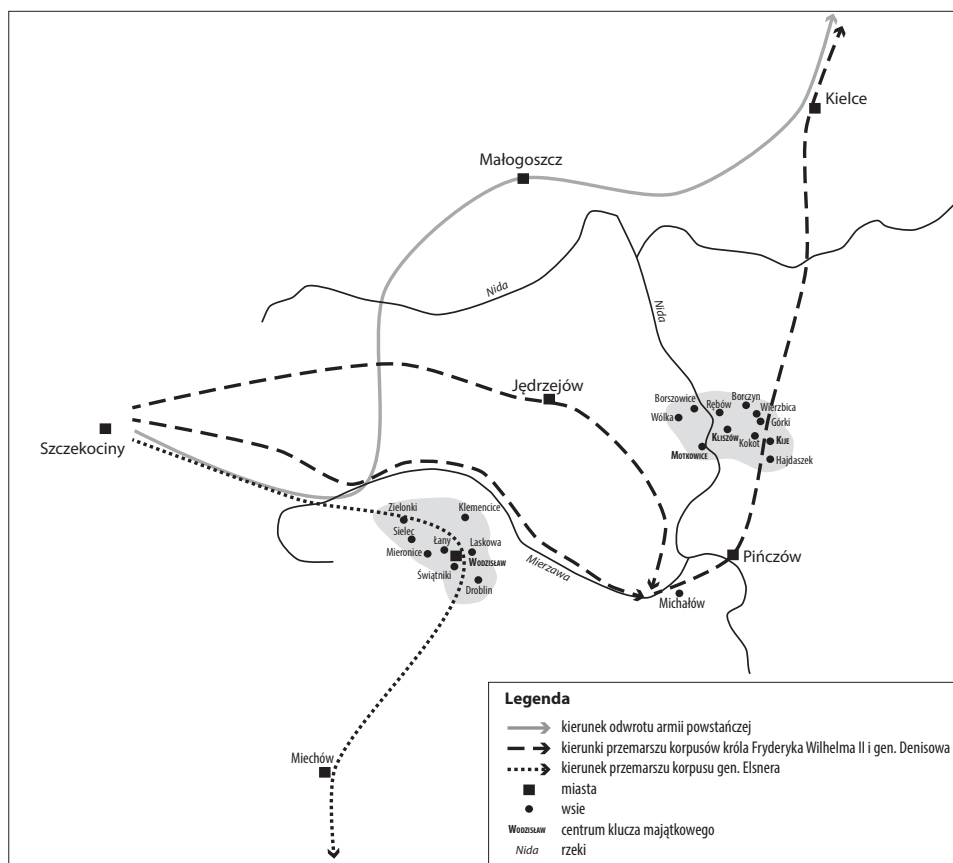 Kielce
Małogoszcz
Nida
Nida
Jędrzejów
Szczekociny
Borszowice
Wólka
Rębów
Borczyn
Wierzbica
Górki
Kliszów
Kokot
Kije
Motkowice
Hajdaszek
Zielonki
Klemencice
Sielec
Łany
Laskowa
Mieronice
Wodzisław
Świątniki
Droblin
Mierzawa
Pińczów
Michałów
Miechów
Legenda
kierunek odwrotu armii powstańczej
kierunki przemarszu korpusów króla Fryderyka Wilhelma II i gen. Denisowa
kierunek przemarszu korpusu gen. Elsnera
miasta
wsie
Wodzisław centrum klucza majątkowego
Nida rzeki